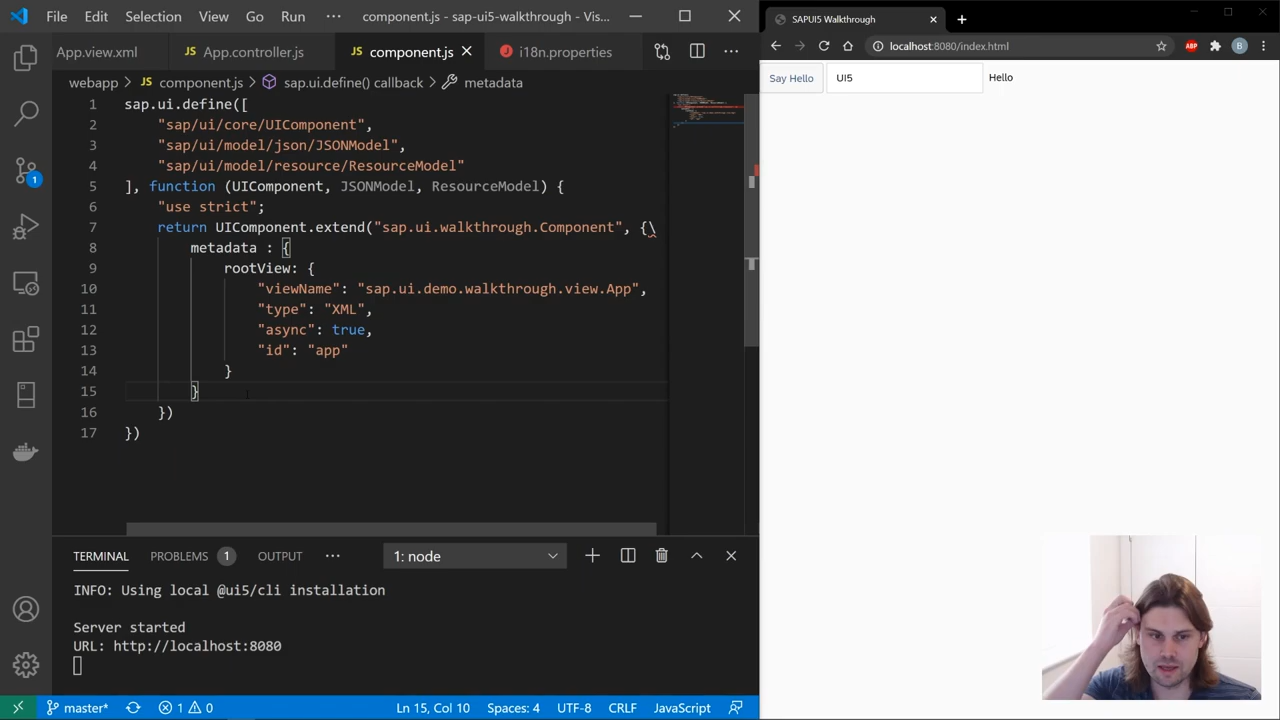 File Edit Selection View Go Run ··· component.js - sap-ui5-walkthrough - Vis...
App.view.xml JS App.controller.js JS component.js i18n.properties ···
webapp > JS component.js > sap.ui.define() callback > metadata
1 sap.ui.define([
2 "sap/ui/core/UIComponent",
3 "sap/ui/model/json/JSONModel",
4 "sap/ui/model/resource/ResourceModel"
5 ], function (UIComponent, JSONModel, ResourceModel) {
6 "use strict";
7 return UIComponent.extend("sap.ui.walkthrough.Component", {\
8 metadata : {
9 rootView: {
10 "viewName": "sap.ui.demo.walkthrough.view.App",
11 "type": "XML",
12 "async": true,
13 "id": "app"
14 }
15 }
16 })
17 })
1
TERMINAL PROBLEMS 1 OUTPUT ··· 1: node
INFO: Using local @ui5/cli installation
Server started
URL: http://localhost:8080
master* 1 0 Ln 15, Col 10 Spaces: 4 UTF-8 CRLF JavaScript
SAPUI5 Walkthrough
localhost:8080/index.html ABP B
Say Hello UI5 Hello